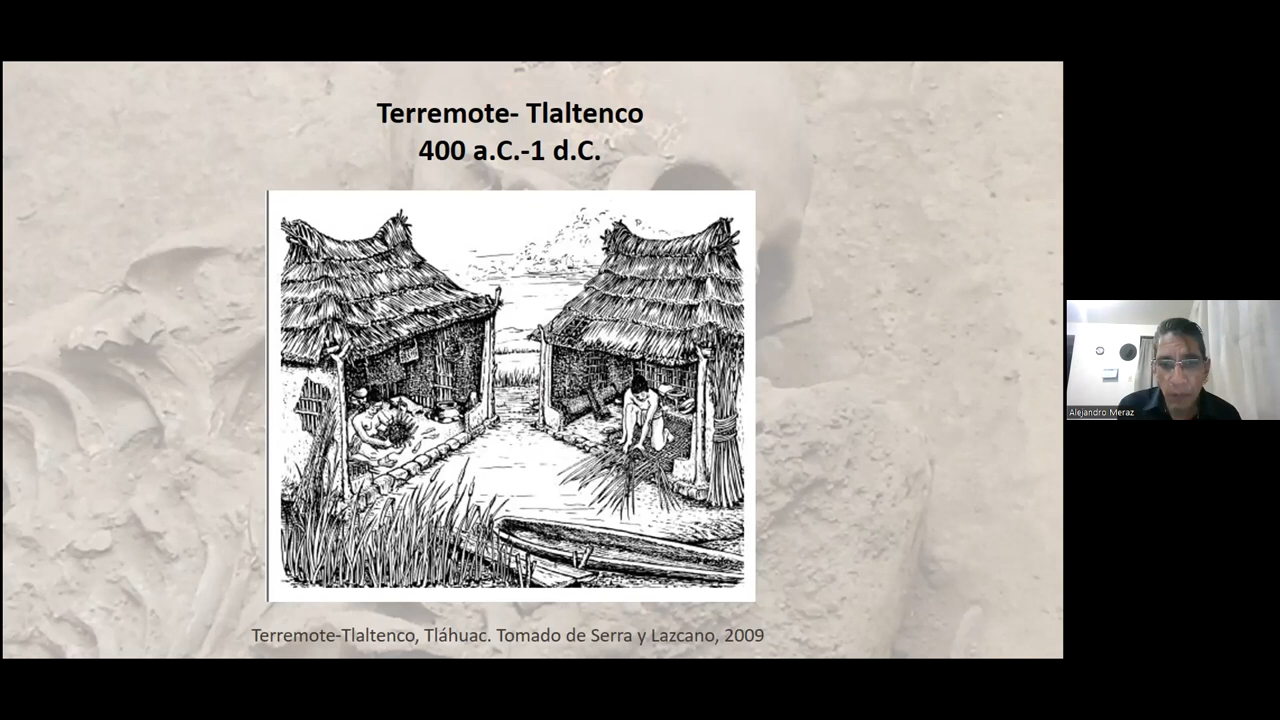 Terremote- Tlaltenco
400 a.C.-1 d.C.
Terremote-Tlaltenco, Tláhuac. Tomado de Serra y Lazcano, 2009
Alejandro Meraz